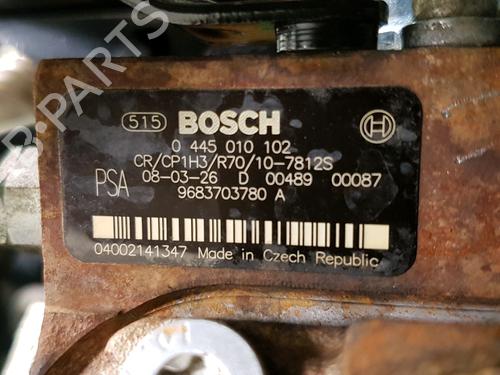 515 BOSCH
0 445 010 102
CR/CP1H3/R70/10-7812S
PSA 08-03-26 D 00489 00087
9683703780 A
04002141347 Made in Czech Republic
B-PARTS